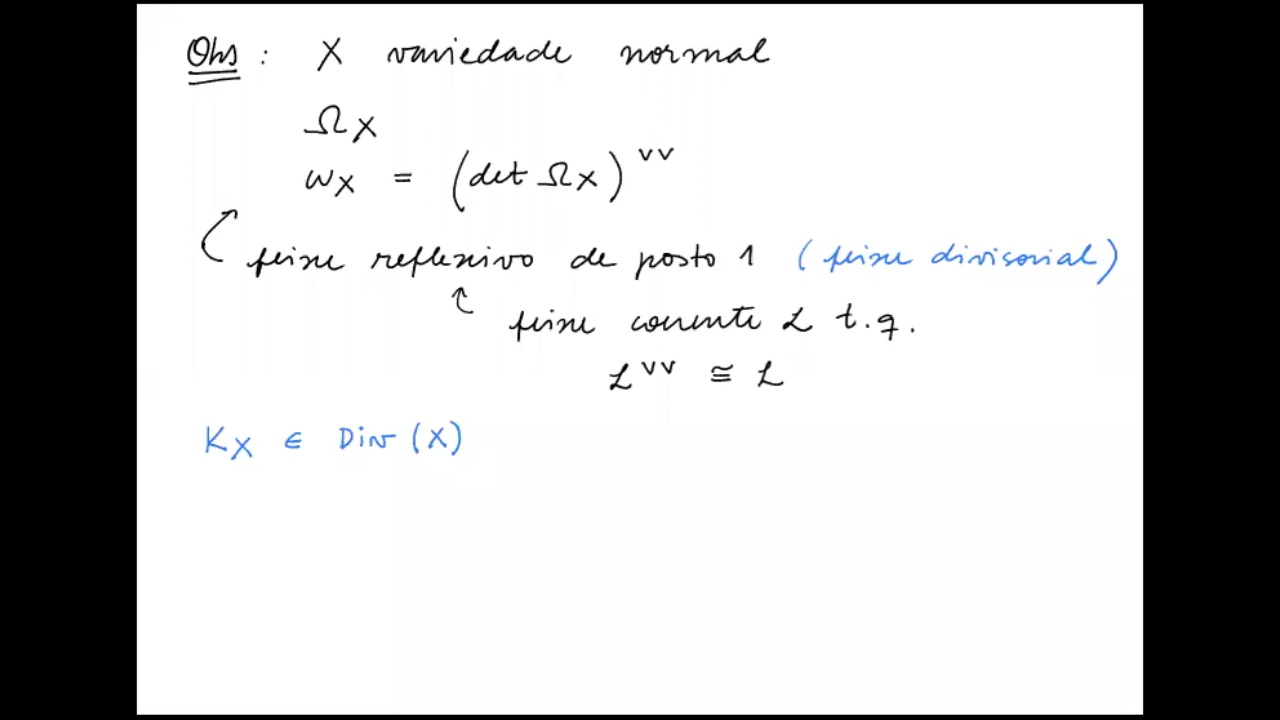 Obs : X variedade normal
Ω_X
ω_X = (det Ω_X)^∨∨
feixe reflexivo de posto 1 (feixe divisorial)
feixe coerente ℒ t.q.
ℒ^∨∨ ≅ ℒ
K_X ∈ Div (X)